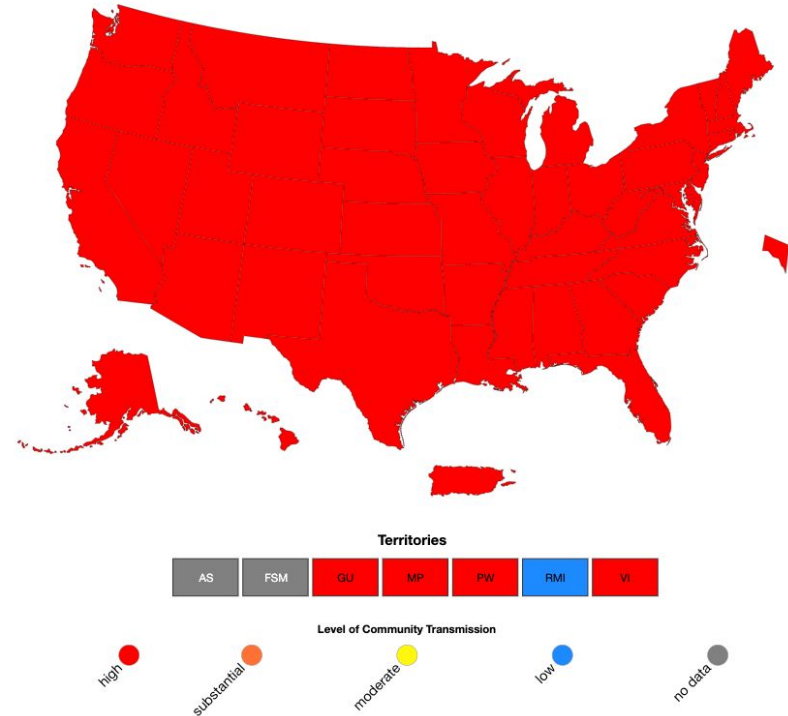 Territories
AS FSM GU MP PW RMI VI
Level of Community Transmission
high substantial moderate low no data